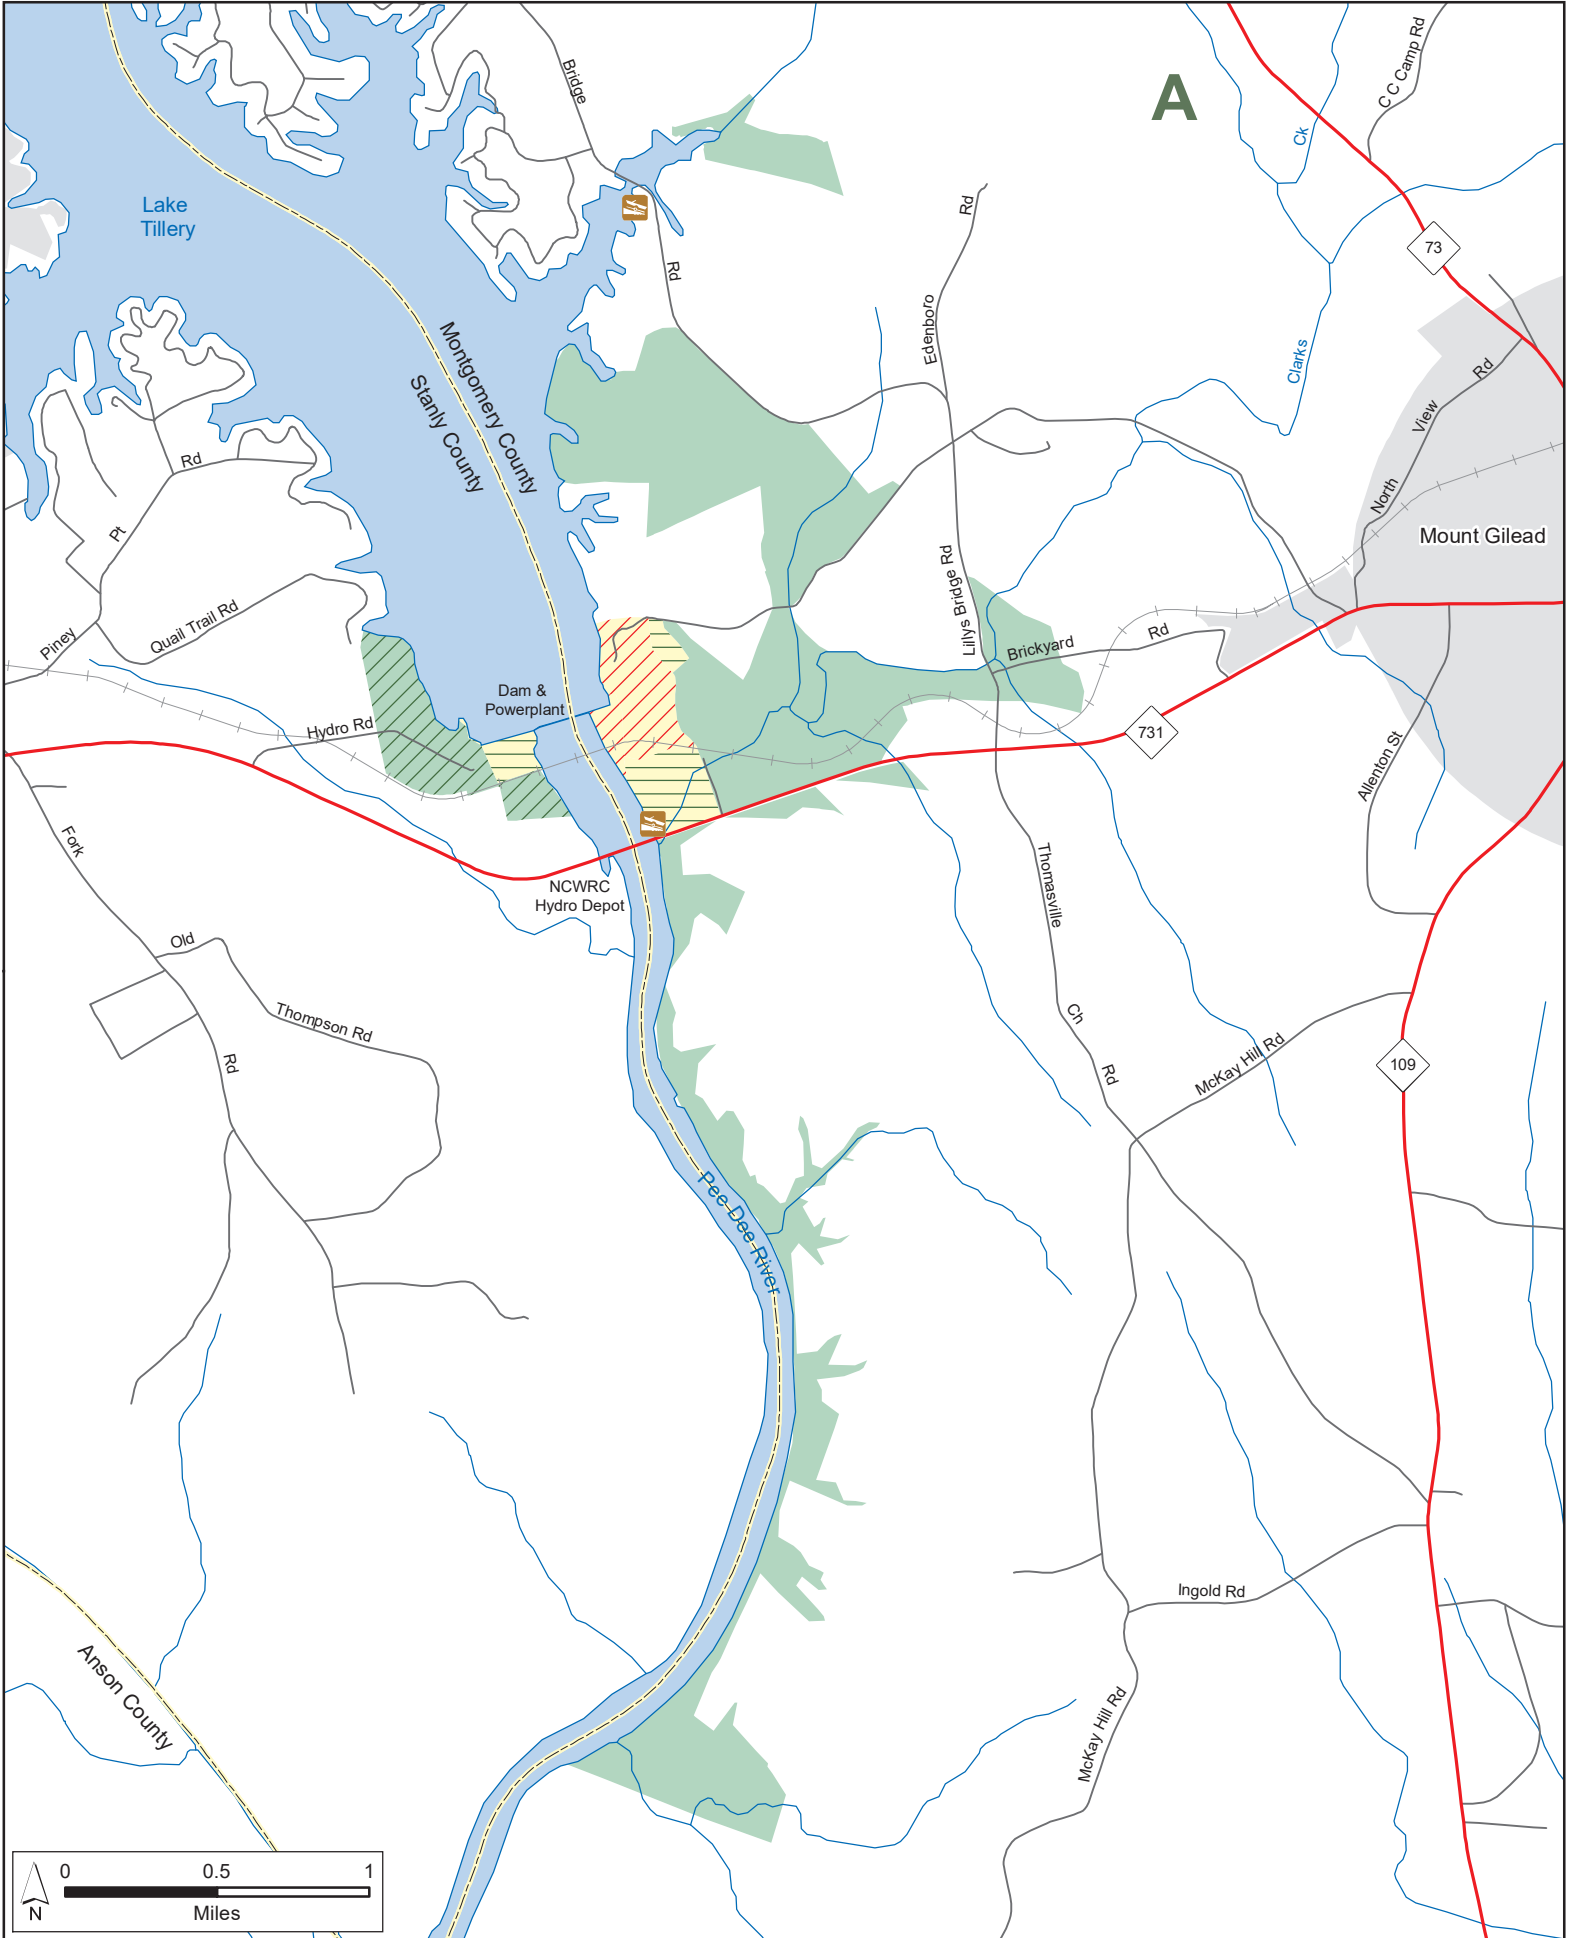 A
Bridge
C C Camp Rd
Ck
Lake
Tillery
Rd
Rd
73
Edenboro
Montgomery County
Stanly County
Clarks
Rd
View
North
Rd
Pt
Mount Gilead
Lillys Bridge Rd
Quail Trail Rd
Piney
Brickyard
Rd
Dam &
Powerplant
Hydro Rd
731
Allenton St
Fork
NCWRC
Hydro Depot
Thomasville
Old
Thompson Rd
Rd
Ch
Rd
McKay Hill Rd
109
Pee Dee River
Ingold Rd
Anson County
McKay Hill Rd
0 0.5 1
N
Miles